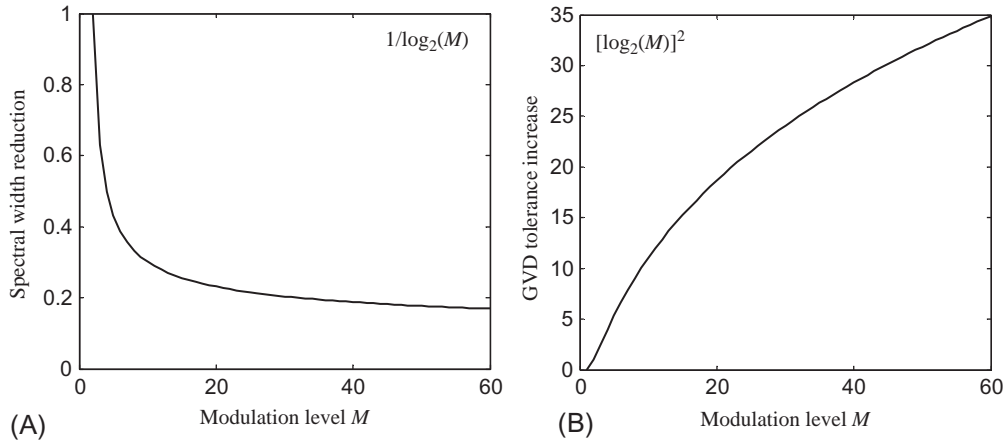 1
0.8
0.6
0.4
0.2
0
0 20 40 60
Spectral width reduction
1/log₂(M)
Modulation level M
(A)
35
30
25
20
15
10
5
0
0 20 40 60
GVD tolerance increase
[log₂(M)]²
Modulation level M
(B)